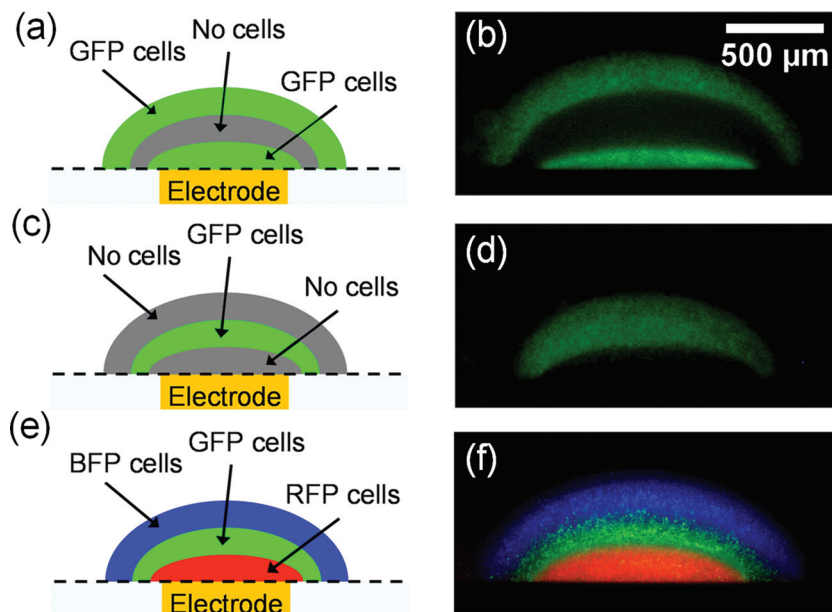 (a)
No cells
GFP cells
GFP cells
Electrode
(b)
500 μm
(c)
GFP cells
No cells
No cells
Electrode
(d)
(e)
GFP cells
BFP cells
RFP cells
Electrode
(f)